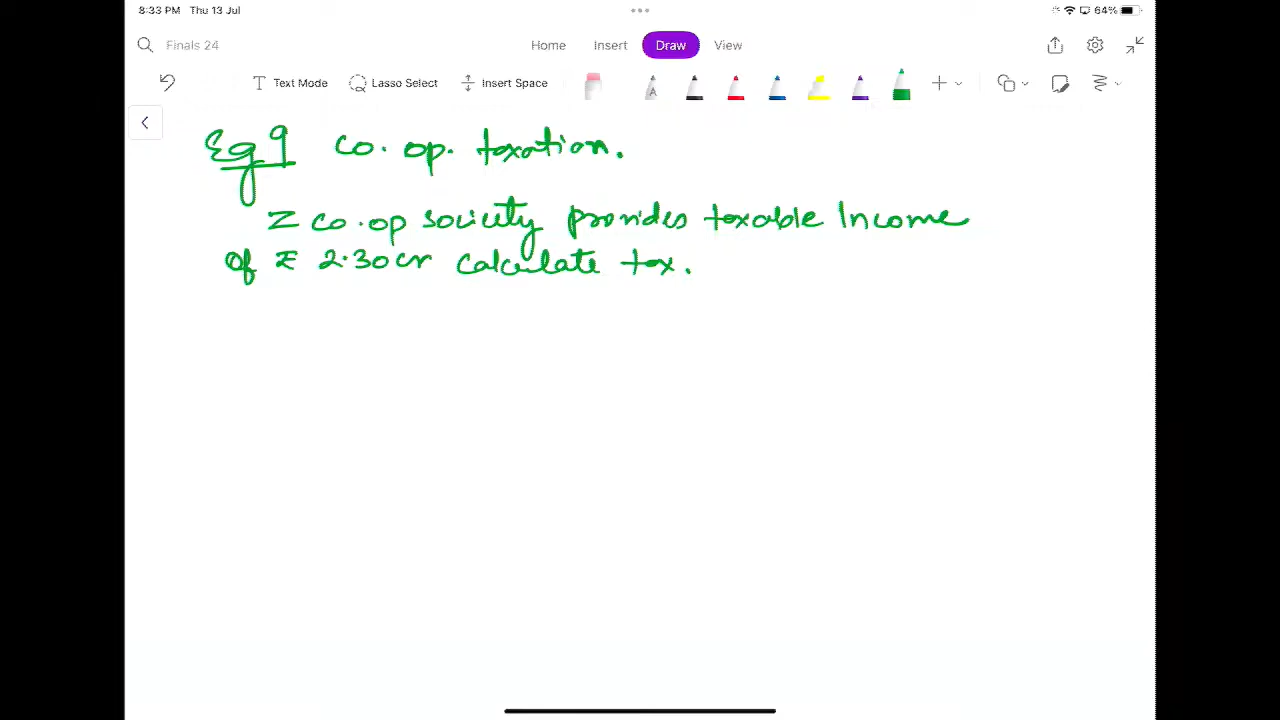 8:33 PM Thu 13 Jul 64%
Finals 24 Home Insert Draw View
Text Mode Lasso Select Insert Space
Eg 9 Co. op. taxation.
Z Co.op society provides taxable Income
of ₹ 2.30cr calculate tax.